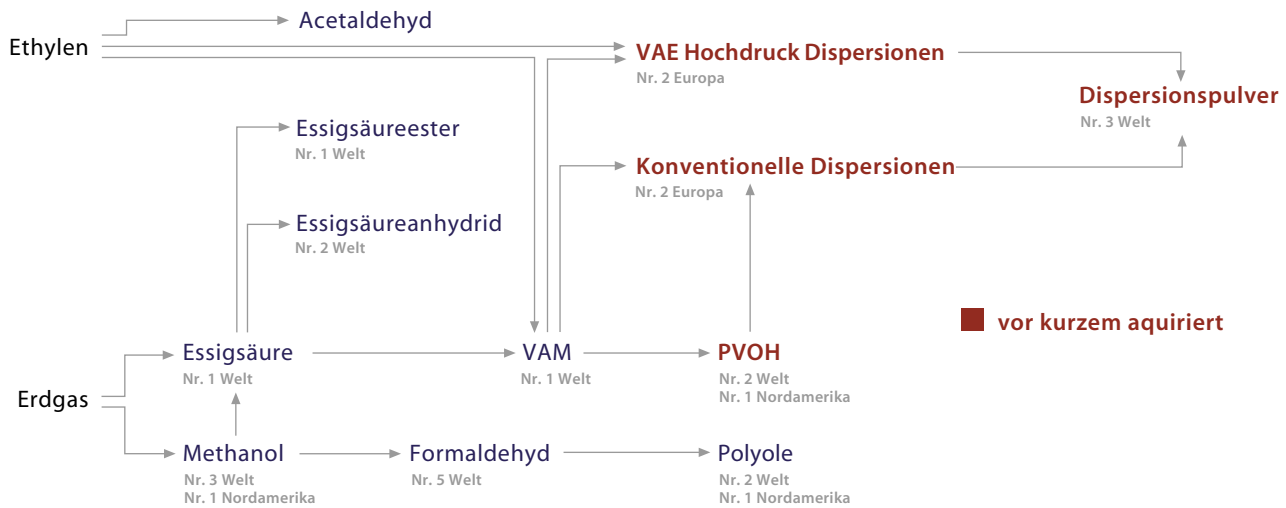 Acetaldehyd
Ethylen
VAE Hochdruck Dispersionen
Nr. 2 Europa
Dispersionspulver
Nr. 3 Welt
Essigsäureester
Nr. 1 Welt
Konventionelle Dispersionen
Nr. 2 Europa
Essigsäureanhydrid
Nr. 2 Welt
vor kurzem aquiriert
Essigsäure
Nr. 1 Welt
VAM
Nr. 1 Welt
PVOH
Nr. 2 Welt
Nr. 1 Nordamerika
Erdgas
Methanol
Nr. 3 Welt
Nr. 1 Nordamerika
Formaldehyd
Nr. 5 Welt
Polyole
Nr. 2 Welt
Nr. 1 Nordamerika